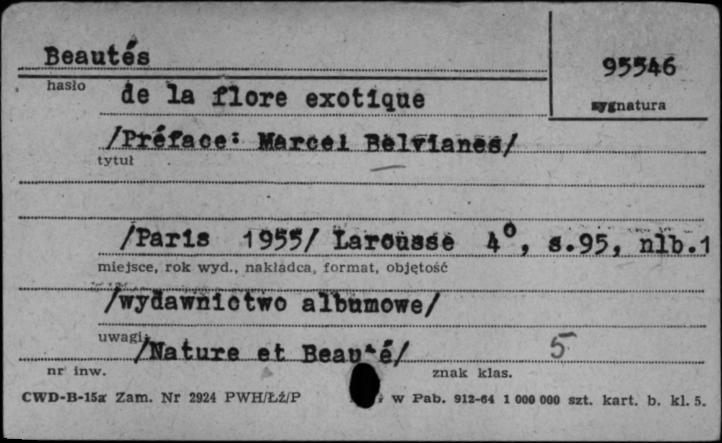 Beautés
95546
hasło
de la flore exotique
sygnatura
/Préface: Marcel Belvianes/
tytuł
/Paris 1955/ Larousse 4°, s.95, nlb.1
miejsce, rok wyd., nakładca, format, objętość
/wydawnictwo albumowe/
uwagi
/Nature et Beauté/ 5
nr inw. znak klas.
CWD-B-15a Zam. Nr 2924 PWH/Łź/P w Pab. 912-64 1 000 000 szt. kart. b. kl. 5.